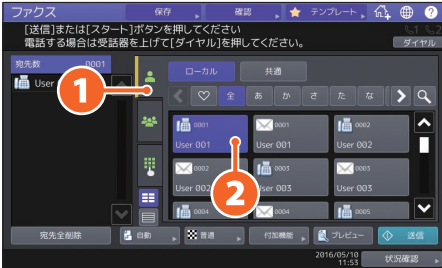 ファクス 保存 確認 テンプレート ?
[送信]または[スタート]ボタンを押してください
電話する場合は受話器を上げて[ダイヤル]を押してください。
1 2
ダイヤル
宛先数 0001
User
1
ローカル 共通
全 あ か さ た な
0001 User 001
0001 User 001
0002 User 002
0002 User 002
0003 User 003
0003 User 003
2
0004
0004
0005
宛先全削除 自動 普通 付加機能 プレビュー 送信
2016/05/10
11:53
状況確認